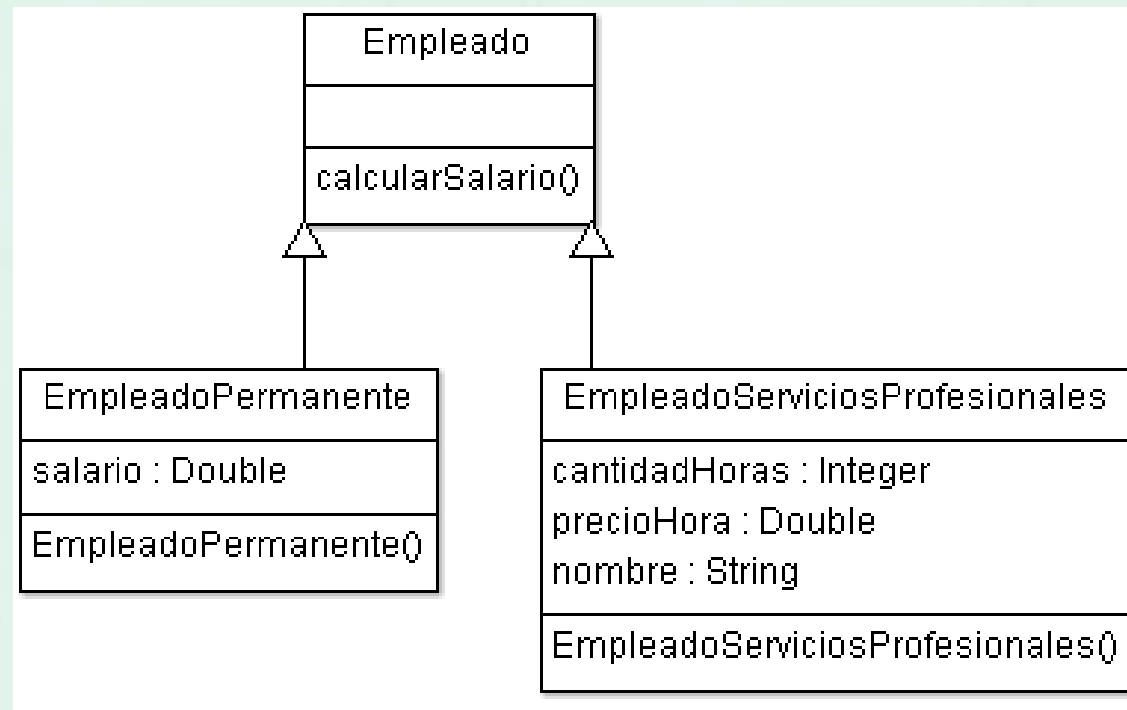 Empleado
calcularSalario()
EmpleadoPermanente
salario : Double
EmpleadoPermanente()
EmpleadoServiciosProfesionales
cantidadHoras : Integer
precioHora : Double
nombre : String
EmpleadoServiciosProfesionales()